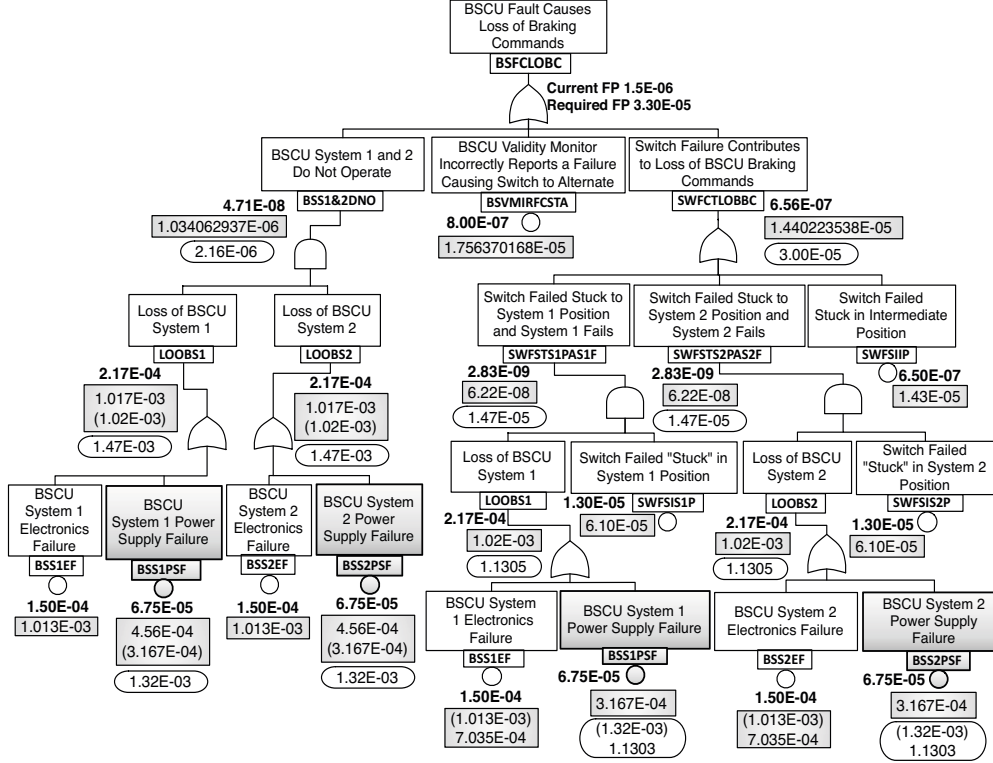 BSCU Fault Causes
Loss of Braking
Commands
BSFCLOBC
Current FP 1.5E-06
Required FP 3.30E-05
BSCU System 1 and 2
Do Not Operate
BSS1&2DNO
4.71E-08
1.034062937E-06
2.16E-06
BSCU Validity Monitor
Incorrectly Reports a Failure
Causing Switch to Alternate
BSVMIRFCSTA
8.00E-07
1.756370168E-05
Switch Failure Contributes
to Loss of BSCU Braking
Commands
SWFCTLOBBC
6.56E-07
1.440223538E-05
3.00E-05
Loss of BSCU
System 1
LOOBS1
2.17E-04
1.017E-03
(1.02E-03)
1.47E-03
Loss of BSCU
System 2
LOOBS2
2.17E-04
1.017E-03
(1.02E-03)
1.47E-03
Switch Failed Stuck to
System 1 Position
and System 1 Fails
SWFSTS1PAS1F
2.83E-09
6.22E-08
1.47E-05
Switch Failed Stuck to
System 2 Position and
System 2 Fails
SWFSTS2PAS2F
2.83E-09
6.22E-08
1.47E-05
Switch Failed
Stuck in Intermediate
Position
SWFSIIP
6.50E-07
1.43E-05
BSCU
System 1
Electronics
Failure
BSS1EF
1.50E-04
1.013E-03
BSCU
System 1 Power
Supply Failure
BSS1PSF
6.75E-05
4.56E-04
(3.167E-04)
1.32E-03
BSCU
System 2
Electronics
Failure
BSS2EF
1.50E-04
1.013E-03
BSCU System
2 Power
Supply Failure
BSS2PSF
6.75E-05
4.56E-04
(3.167E-04)
1.32E-03
Loss of BSCU
System 1
LOOBS1
2.17E-04
1.02E-03
1.1305
Switch Failed "Stuck" in
System 1 Position
SWFSIS1P
1.30E-05
6.10E-05
Loss of BSCU
System 2
LOOBS2
2.17E-04
1.02E-03
1.1305
Switch Failed
"Stuck" in System 2
Position
SWFSIS2P
1.30E-05
6.10E-05
BSCU System
1 Electronics
Failure
BSS1EF
1.50E-04
(1.013E-03)
7.035E-04
BSCU System 1
Power Supply Failure
BSS1PSF
6.75E-05
3.167E-04
(1.32E-03)
1.1303
BSCU System 2
Electronics Failure
BSS2EF
1.50E-04
(1.013E-03)
7.035E-04
BSCU System 2
Power Supply
Failure
BSS2PSF
6.75E-05
3.167E-04
(1.32E-03)
1.1303